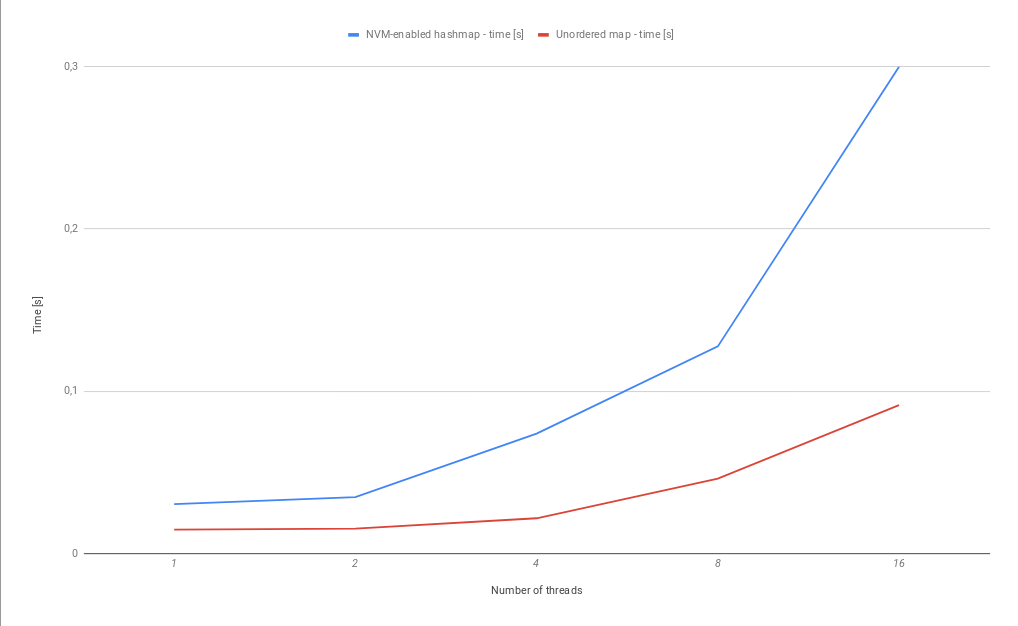 NVM-enabled hashmap - time [s] Unordered map - time [s]
0,3
0,2
0,1
0
Time [s]
1 2 4 8 16
Number of threads